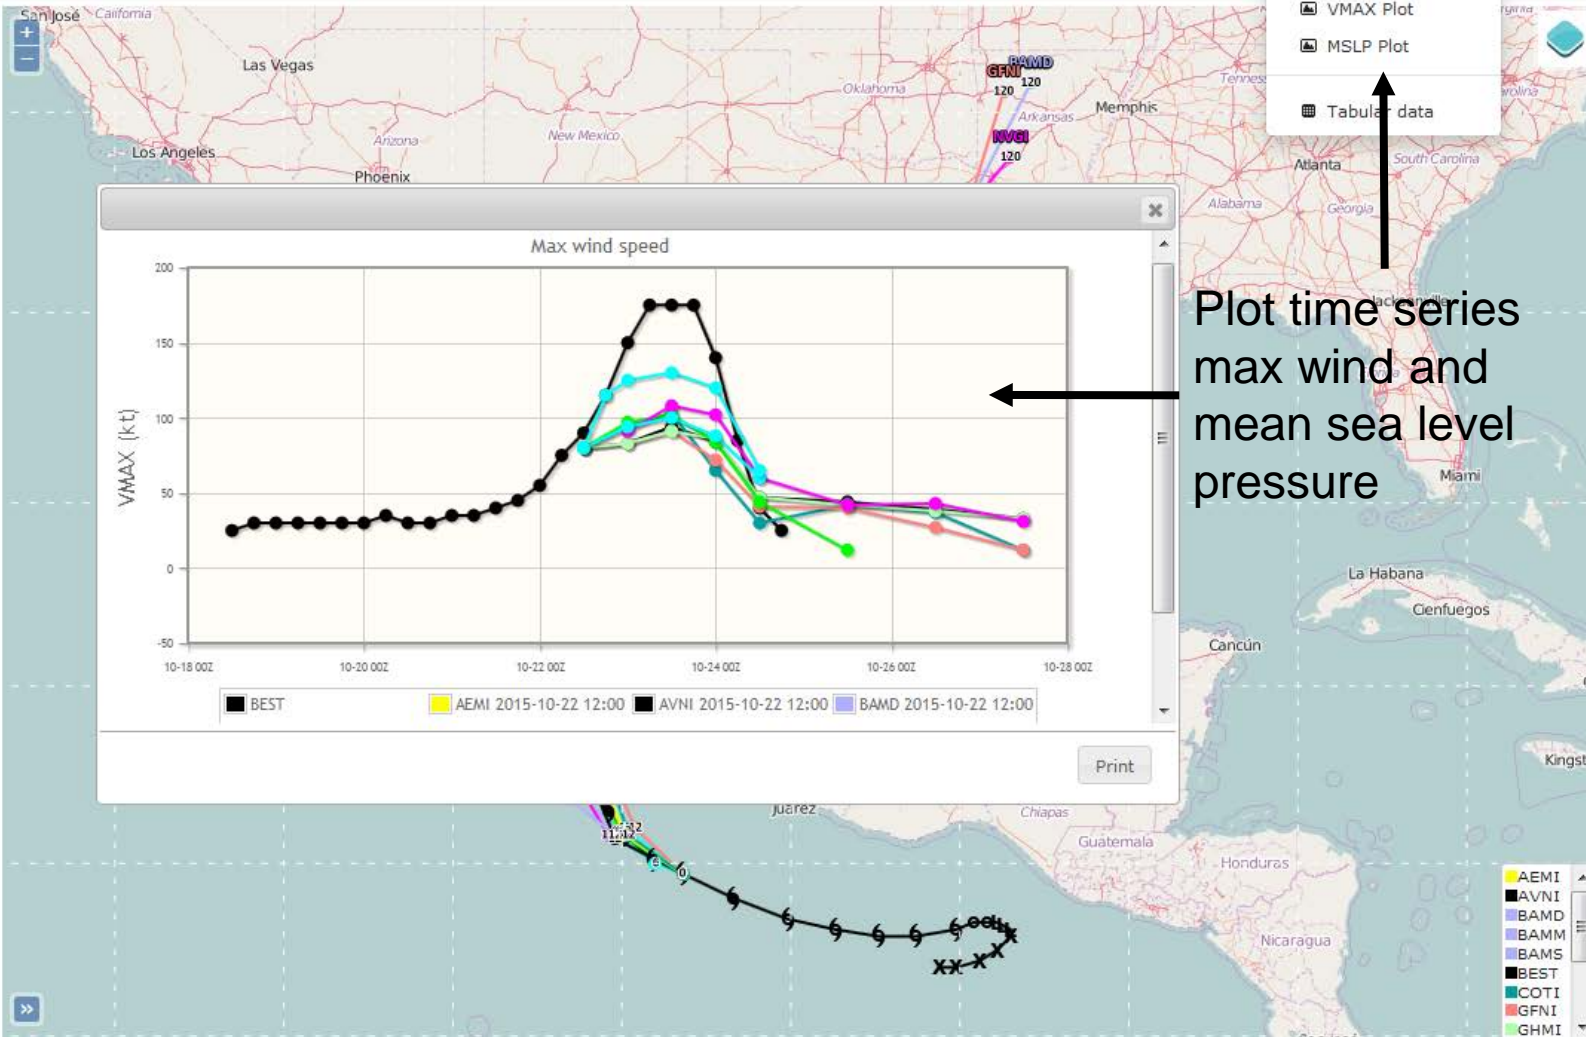 San José
California
Virginia
VMAX Plot
MSLP Plot
Tabular data
+
−
Las Vegas
Oklahoma
GFNI
BAMD
120
120
Memphis
Arkansas
Arizona
New Mexico
Los Angeles
NVGI
120
Phoenix
Atlanta
South Carolina
Alabama
Georgia
Max wind speed
200
150
100
50
0
-50
VMAX (kt)
10-18 00Z
10-20 00Z
10-22 00Z
10-24 00Z
10-26 00Z
10-28 00Z
BEST
AEMI 2015-10-22 12:00
AVNI 2015-10-22 12:00
BAMD 2015-10-22 12:00
Print
Jacksonville
Plot time series
max wind and
mean sea level
pressure
Florida
Miami
La Habana
Cienfuegos
Cancún
Kingst
Juárez
Chiapas
Guatemala
Honduras
Nicaragua
0
»
AEMI
AVNI
BAMD
BAMM
BAMS
BEST
COTI
GFNI
GHMI